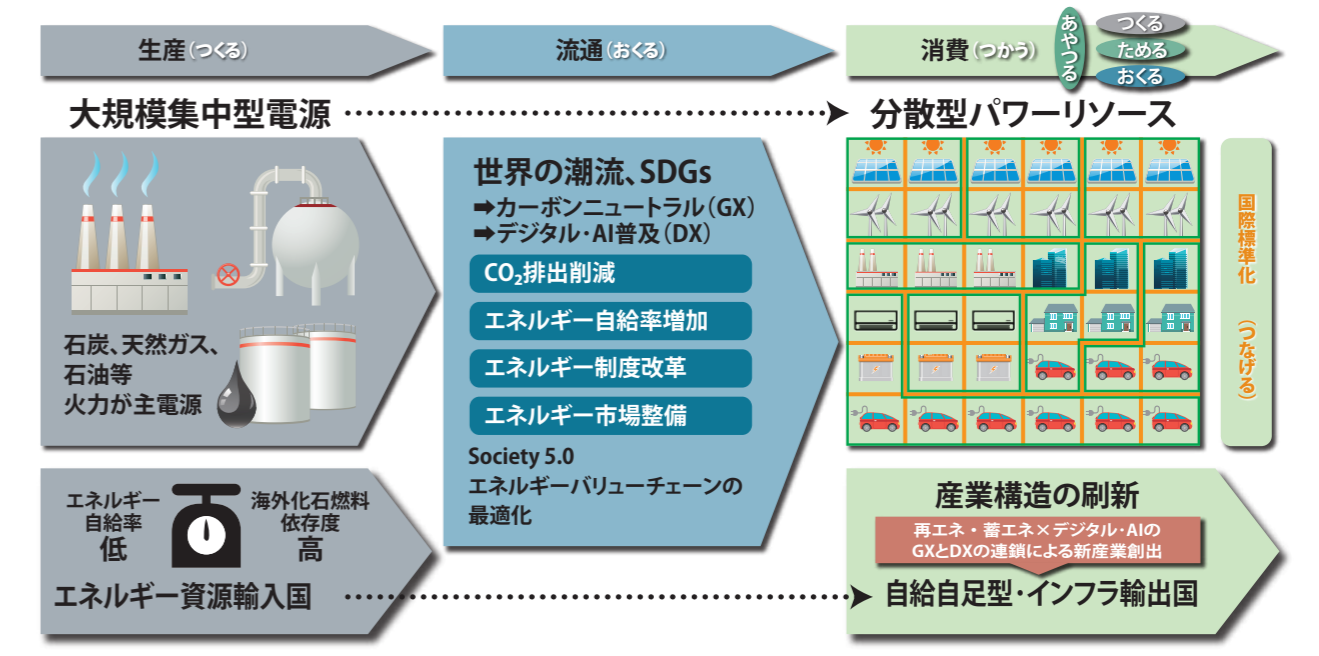 生産(つくる)
流通(おくる)
消費(つかう)
あやつる
つくる
ためる
おくる
大規模集中型電源
分散型パワーリソース
石炭、天然ガス、
石油等
火力が主電源
世界の潮流、SDGs
➡カーボンニュートラル(GX)
➡デジタル・AI普及(DX)
CO₂排出削減
エネルギー自給率増加
エネルギー制度改革
エネルギー市場整備
Society 5.0
エネルギーバリューチェーンの
最適化
国際標準化 (つなげる)
エネルギー
自給率
低
海外化石燃料
依存度
高
エネルギー資源輸入国
産業構造の刷新
再エネ・蓄エネ×デジタル・AIの
GXとDXの連鎖による新産業創出
自給自足型・インフラ輸出国